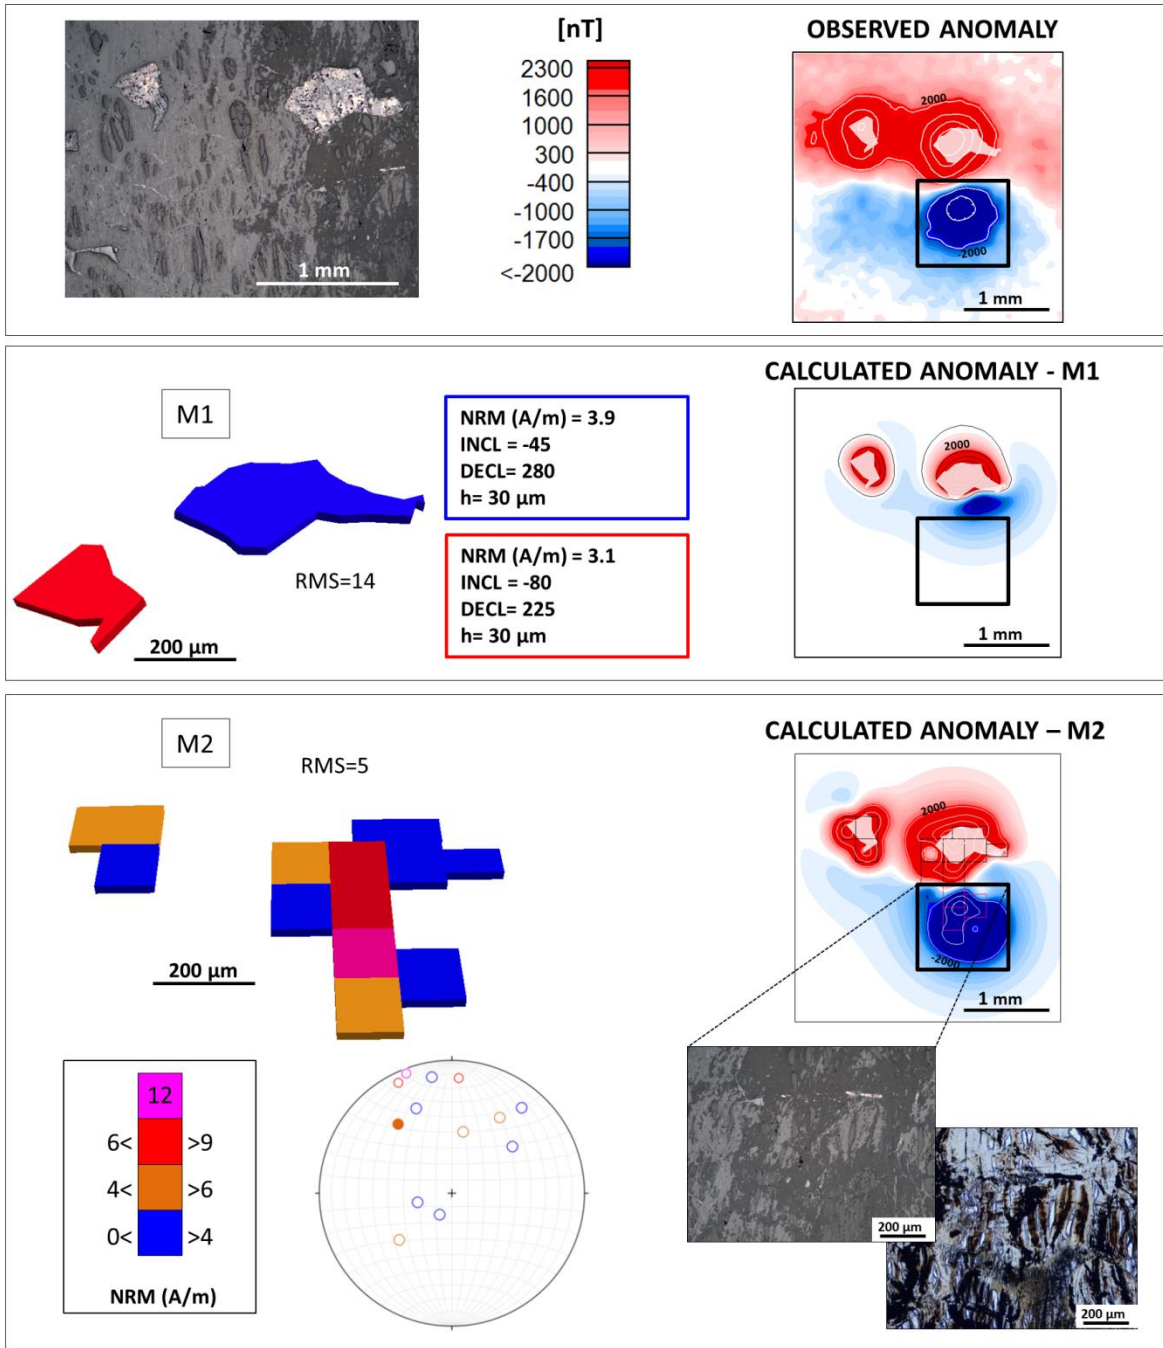 [nT]
2300
1600
1000
300
-400
-1000
-1700
<-2000
1 mm
OBSERVED ANOMALY
2000
-2000
1 mm
M1
RMS=14
200 µm
NRM (A/m) = 3.9
INCL = -45
DECL= 280
h= 30 µm
NRM (A/m) = 3.1
INCL = -80
DECL= 225
h= 30 µm
CALCULATED ANOMALY - M1
2000
1 mm
M2
RMS=5
200 µm
CALCULATED ANOMALY – M2
2000
-2000
1 mm
12
6< >9
4< >6
0< >4
NRM (A/m)
200 µm
200 µm